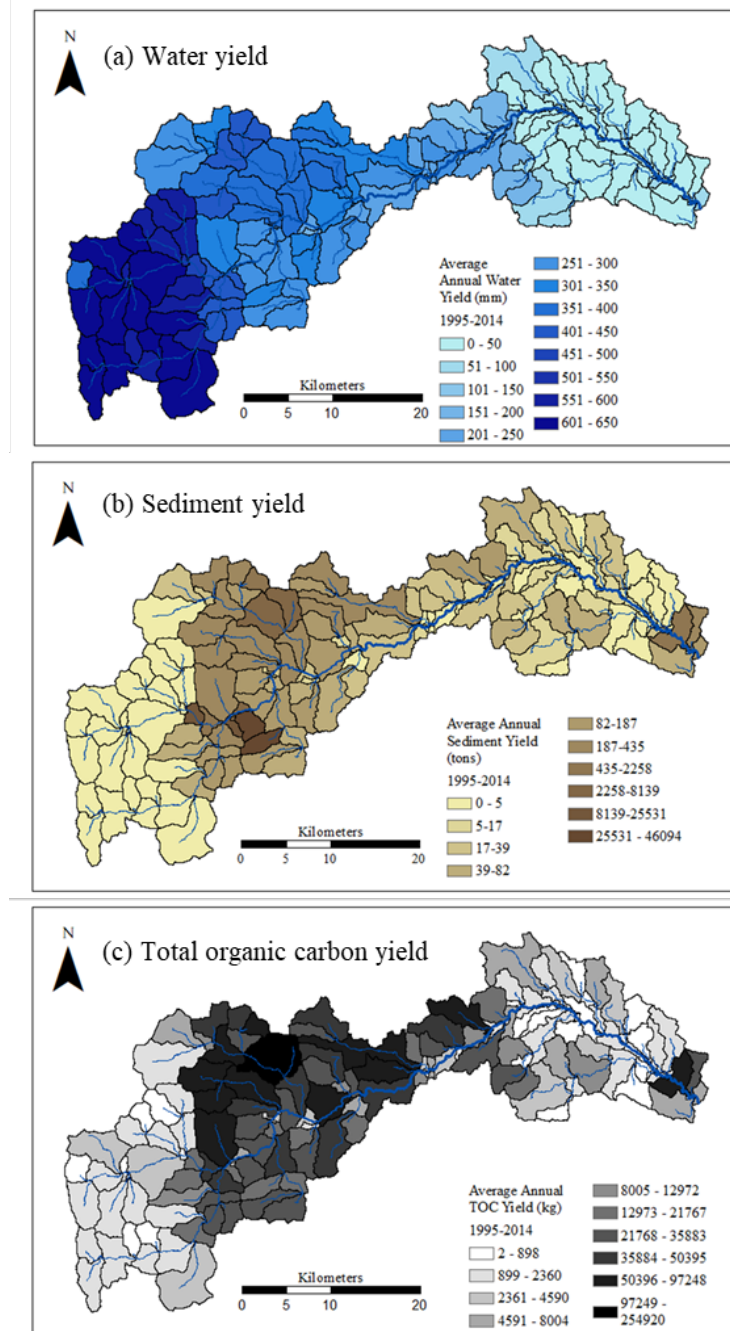 N
(a) Water yield
Average
Annual Water
Yield (mm)
1995-2014
0 - 50
51 - 100
101 - 150
151 - 200
201 - 250
251 - 300
301 - 350
351 - 400
401 - 450
451 - 500
501 - 550
551 - 600
601 - 650
Kilometers
0 5 10 20
N
(b) Sediment yield
Average Annual
Sediment Yield
(tons)
1995-2014
0 - 5
5-17
17-39
39-82
82-187
187-435
435-2258
2258-8139
8139-25531
25531 - 46094
Kilometers
0 5 10 20
N
(c) Total organic carbon yield
Average Annual
TOC Yield (kg)
1995-2014
2 - 898
899 - 2360
2361 - 4590
4591 - 8004
8005 - 12972
12973 - 21767
21768 - 35883
35884 - 50395
50396 - 97248
97249 -
254920
Kilometers
0 5 10 20